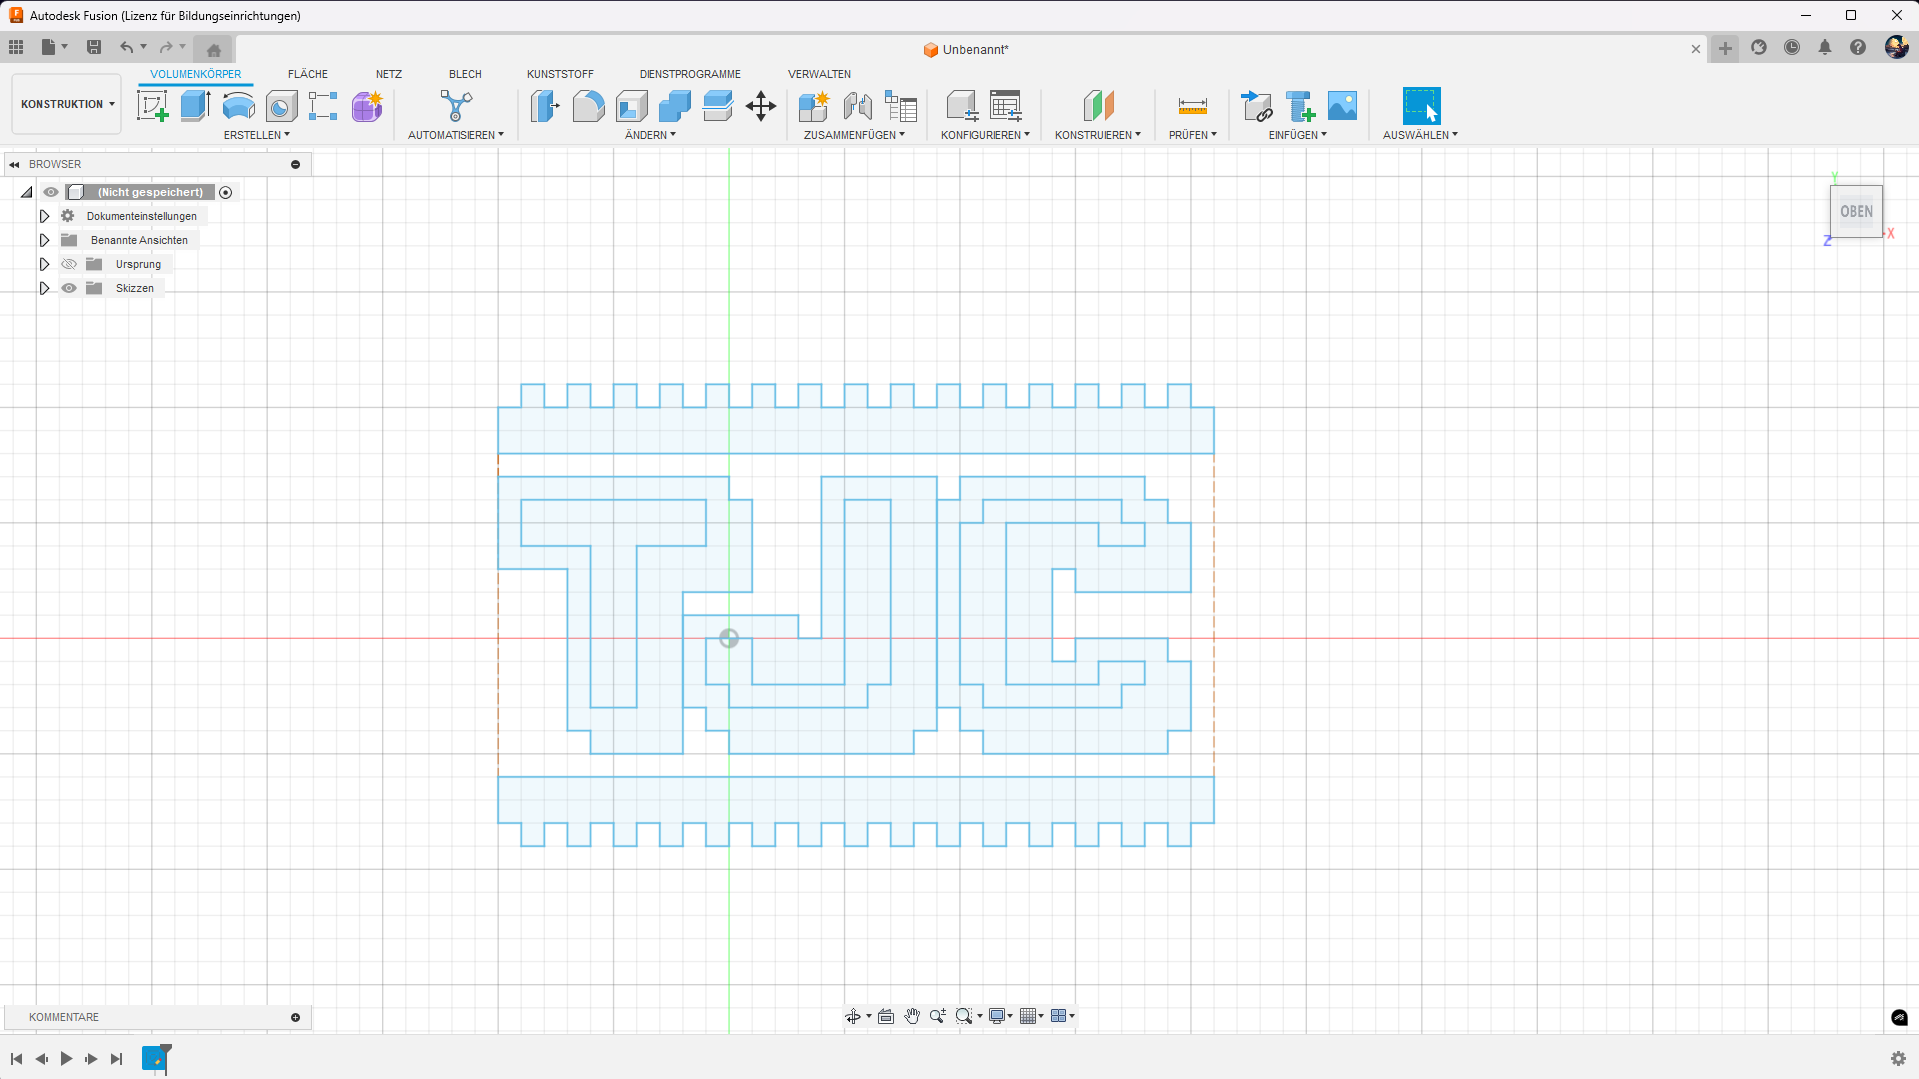 Autodesk Fusion (Lizenz für Bildungseinrichtungen)
Unbenannt*
KONSTRUKTION
VOLUMENKÖRPER FLÄCHE NETZ BLECH KUNSTSTOFF DIENSTPROGRAMME VERWALTEN
ERSTELLEN AUTOMATISIEREN ÄNDERN ZUSAMMENFÜGEN KONFIGURIEREN KONSTRUIEREN PRÜFEN EINFÜGEN AUSWÄHLEN
BROWSER
(Nicht gespeichert)
Dokumenteinstellungen
Benannte Ansichten
Ursprung
Skizzen
Y
OBEN
X
Z
TUC
KOMMENTARE